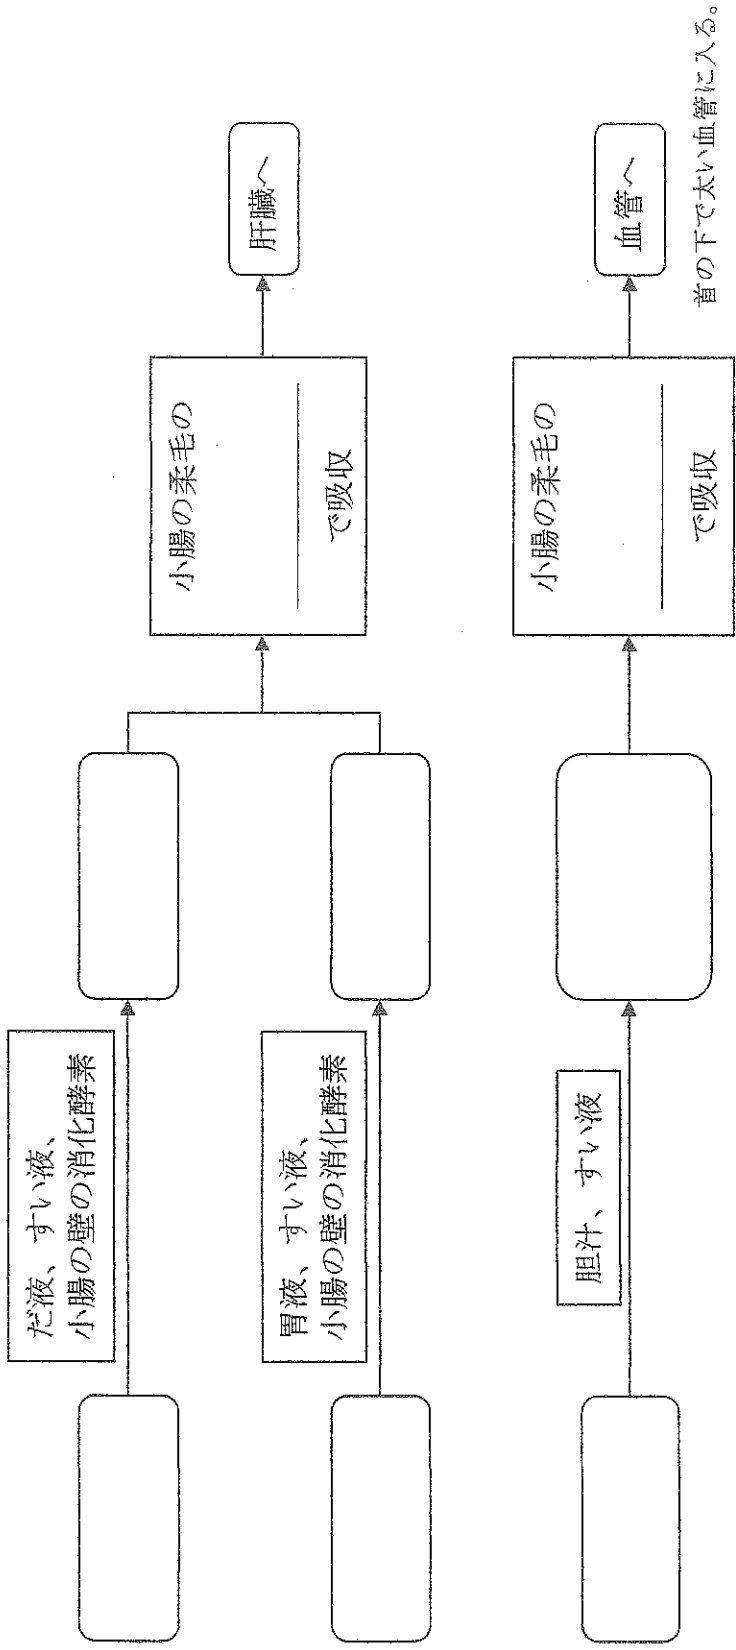 だ液、すい液、
小腸の壁の消化酵素
小腸の柔毛の
で吸収
肝臓へ
胃液、すい液、
小腸の壁の消化酵素
胆汁、すい液
小腸の柔毛の
で吸収
血管へ
首の下で太い血管に入る。